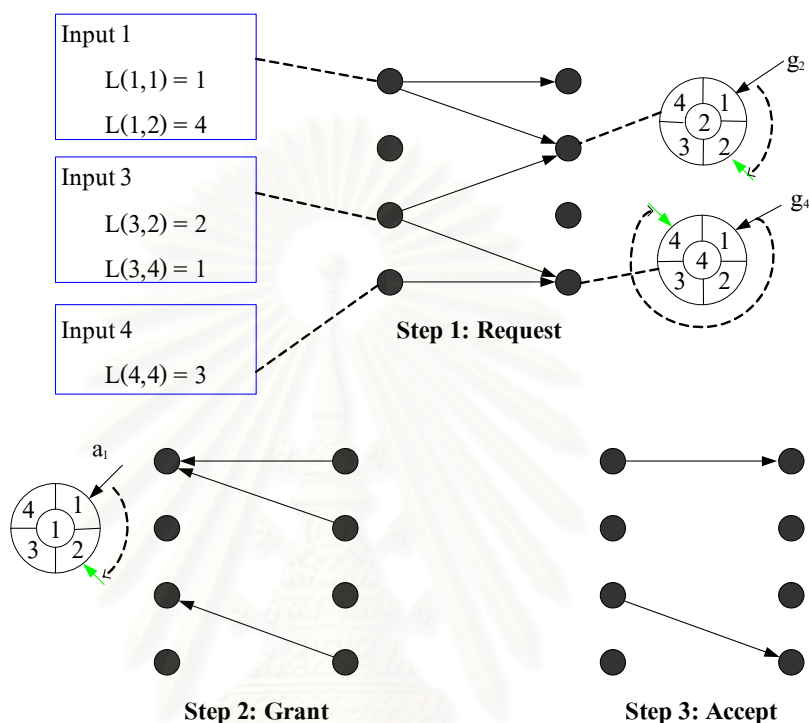 Input 1
L(1,1) = 1
L(1,2) = 4
Input 3
L(3,2) = 2
L(3,4) = 1
Input 4
L(4,4) = 3
g2
4 1
2
3 2
g4
4 1
4
3 2
Step 1: Request
a1
4 1
1
3 2
Step 2: Grant
Step 3: Accept